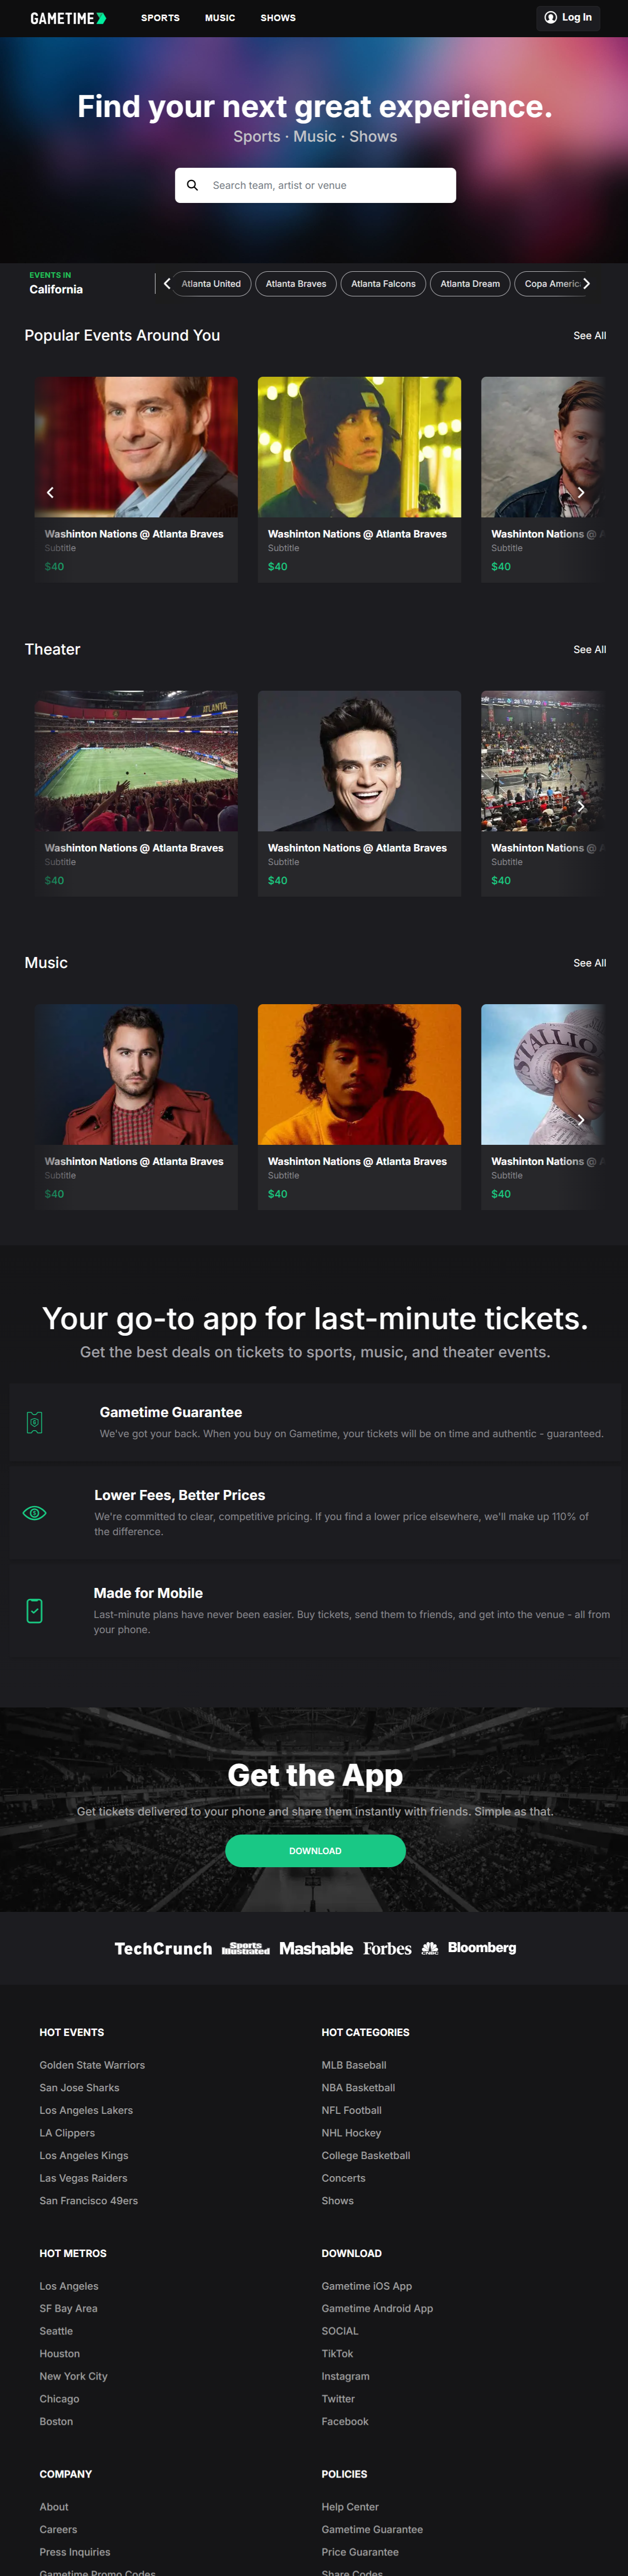 GAMETIME
SPORTS
MUSIC
SHOWS
Log In
Find your next great experience.
Sports · Music · Shows
Search team, artist or venue
EVENTS IN
California
Atlanta United
Atlanta Braves
Atlanta Falcons
Atlanta Dream
Copa Americ
Popular Events Around You
See All
Washinton Nations @ Atlanta Braves
Subtitle
$40
Washinton Nations @ Atlanta Braves
Subtitle
$40
Washinton Nations @ A
Subtitle
$40
Theater
See All
ATLANTA
Washinton Nations @ Atlanta Braves
Subtitle
$40
Washinton Nations @ Atlanta Braves
Subtitle
$40
Washinton Nations @ A
Subtitle
$40
Music
See All
STALLIO
Washinton Nations @ Atlanta Braves
Subtitle
$40
Washinton Nations @ Atlanta Braves
Subtitle
$40
Washinton Nations @ A
Subtitle
$40
Your go-to app for last-minute tickets.
Get the best deals on tickets to sports, music, and theater events.
Gametime Guarantee
We've got your back. When you buy on Gametime, your tickets will be on time and authentic - guaranteed.
Lower Fees, Better Prices
We're committed to clear, competitive pricing. If you find a lower price elsewhere, we'll make up 110% of
the difference.
Made for Mobile
Last-minute plans have never been easier. Buy tickets, send them to friends, and get into the venue - all from
your phone.
Get the App
Get tickets delivered to your phone and share them instantly with friends. Simple as that.
DOWNLOAD
TechCrunch
Sports
Illustrated
Mashable
Forbes
CNBC
Bloomberg
HOT EVENTS
Golden State Warriors
San Jose Sharks
Los Angeles Lakers
LA Clippers
Los Angeles Kings
Las Vegas Raiders
San Francisco 49ers
HOT CATEGORIES
MLB Baseball
NBA Basketball
NFL Football
NHL Hockey
College Basketball
Concerts
Shows
HOT METROS
Los Angeles
SF Bay Area
Seattle
Houston
New York City
Chicago
Boston
DOWNLOAD
Gametime iOS App
Gametime Android App
SOCIAL
TikTok
Instagram
Twitter
Facebook
COMPANY
About
Careers
Press Inquiries
Gametime Promo Codes
POLICIES
Help Center
Gametime Guarantee
Price Guarantee
Share Codes